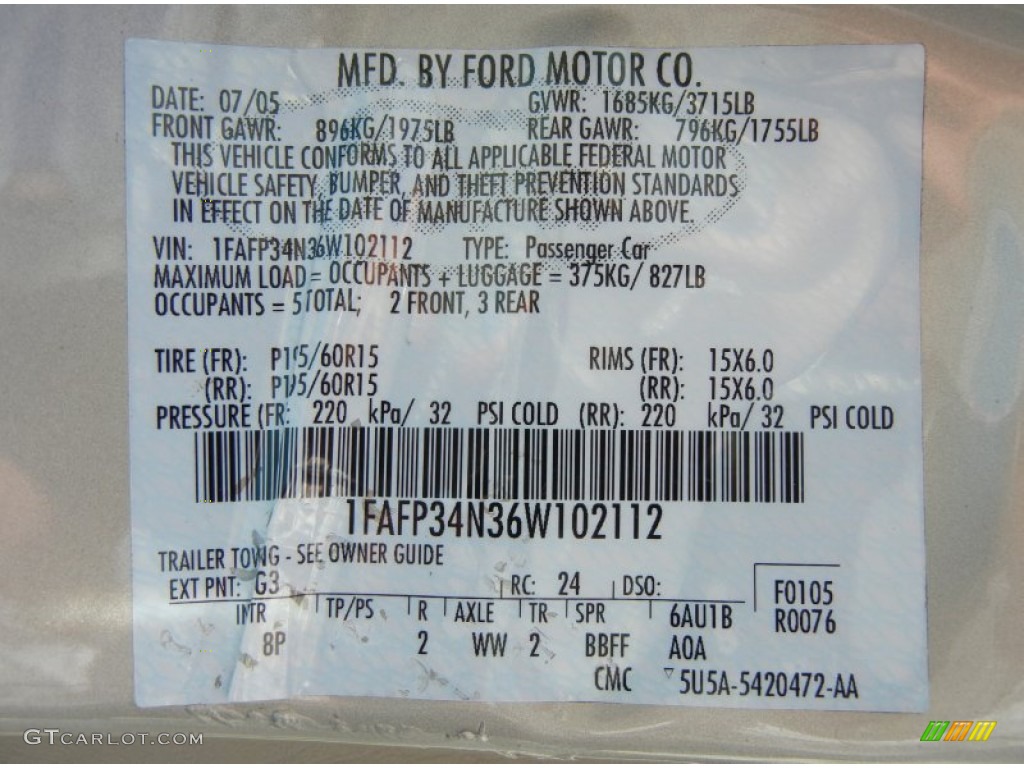 MFD. BY FORD MOTOR CO.
DATE: 07/05 GVWR: 1685KG/3715LB
FRONT GAWR: 896KG/1975LB REAR GAWR: 796KG/1755LB
THIS VEHICLE CONFORMS TO ALL APPLICABLE FEDERAL MOTOR
VEHICLE SAFETY, BUMPER, AND THEFT PREVENTION STANDARDS
IN EFFECT ON THE DATE OF MANUFACTURE SHOWN ABOVE.
VIN: 1FAFP34N36W102112 TYPE: Passenger Car
MAXIMUM LOAD = OCCUPANTS + LUGGAGE = 375KG/ 827LB
OCCUPANTS = 5TOTAL; 2 FRONT, 3 REAR
TIRE (FR): P195/60R15 RIMS (FR): 15X6.0
(RR): P195/60R15 (RR): 15X6.0
PRESSURE (FR: 220 kPa/ 32 PSI COLD (RR): 220 kPa/ 32 PSI COLD
1FAFP34N36W102112
TRAILER TOWIG - SEE OWNER GUIDE
EXT PNT: G3 RC: 24 DSO: F0105
INTR TP/PS R AXLE TR SPR 6AU1B R0076
8P 2 WW 2 BBFF A0A
CMC 5U5A-5420472-AA
GTCARLOT.COM